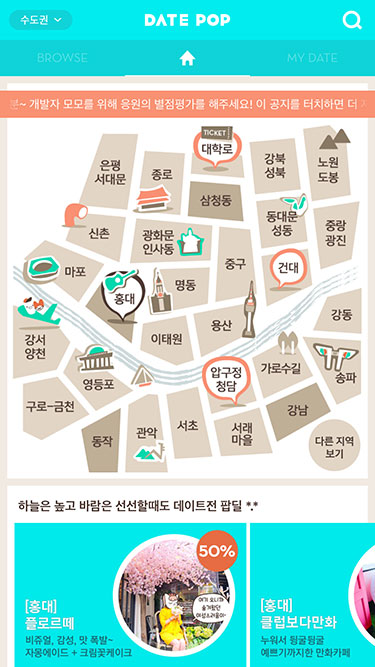 수도권
DATE POP
BROWSE
MY DATE
개발자 모모를 위해 응원의 별점평가를 해주세요! 이 공지를 터치하면 더
TICKET
대학로
은평
서대문
종로
강북
성북
노원
도봉
삼청동
동대문
성동
중랑
광진
신촌
광화문
인사동
중구
건대
마포
홍대
명동
강동
강서
양천
이태원
용산
영등포
압구정
청담
가로수길
송파
구로-금천
동작
관악
서초
서래
마을
강남
다른 지역
보기
하늘은 높고 바람은 선선할때도 데이트전 팝딜 *.*
50%
[홍대]
플로르떼
비쥬얼, 감성, 맛 폭발~
자몽에이드 + 크림꽃케이크
[홍대]
클럽보다만화
누워서 뒹굴뒹굴
예쁘기까지한 만화카페